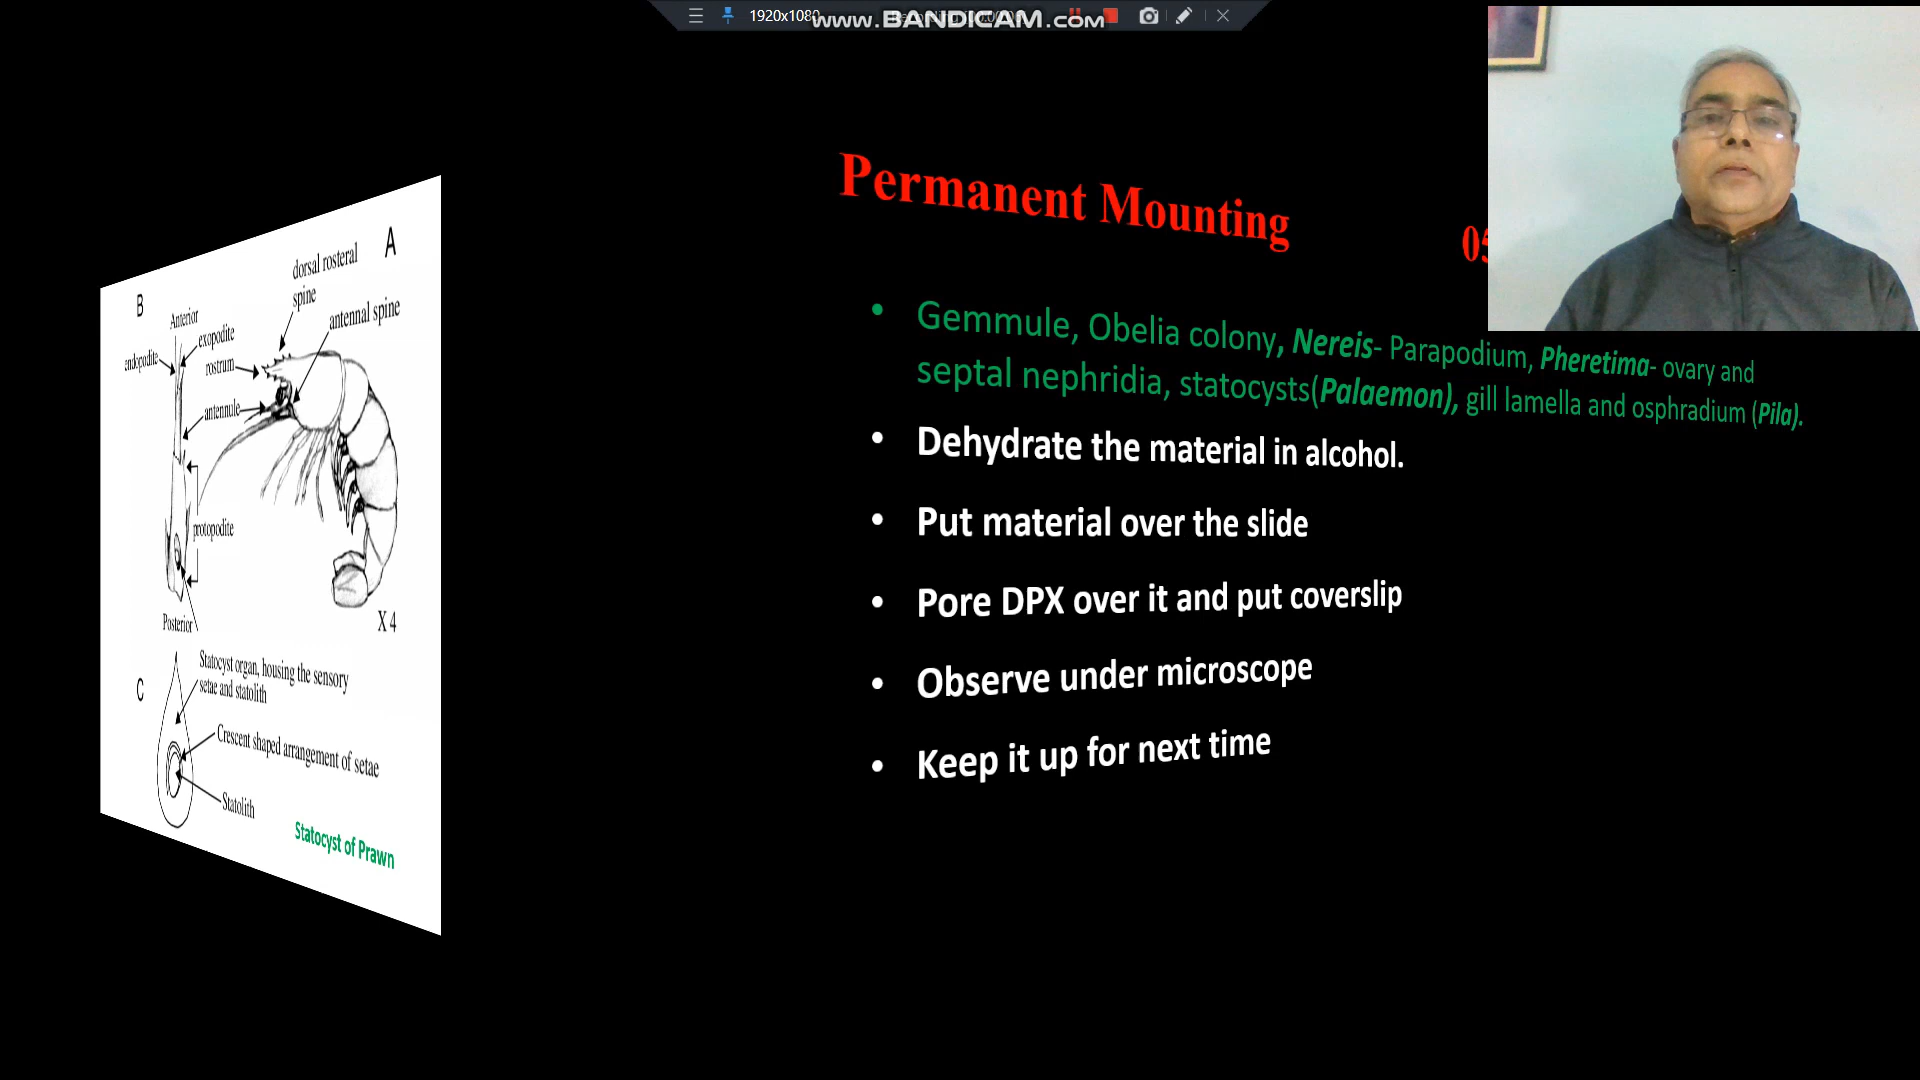 1920x1080
www.BANDICAM.com
Permanent Mounting
05
• Gemmule, Obelia colony, Nereis- Parapodium, Pheretima- ovary and
septal nephridia, statocysts(Palaemon), gill lamella and osphradium (Pila).
• Dehydrate the material in alcohol.
• Put material over the slide
• Pore DPX over it and put coverslip
• Observe under microscope
• Keep it up for next time
A
dorsal rosteral
spine
antennal spine
B
Anterior
exopodite
endopodite
rostrum
antennule
protopodite
Posterior
X 4
C
Statocyst organ, housing the sensory
setae and statolith
Crescent shaped arrangement of setae
Statolith
Statocyst of Prawn